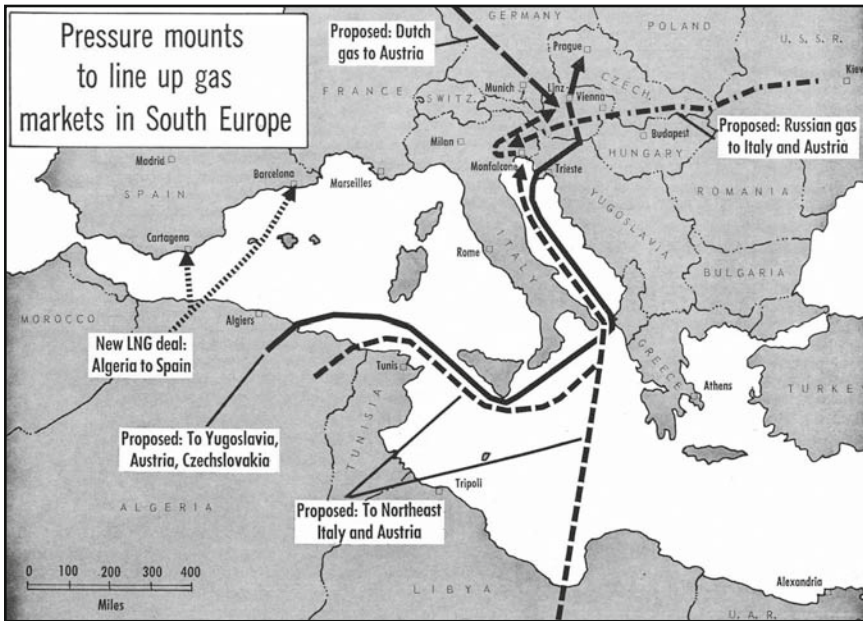 Pressure mounts
to line up gas
markets in South Europe
Proposed: Dutch
gas to Austria
GERMANY
POLAND
U.S.S.R.
Prague
Kiev
FRANCE
Munich
Linz
Vienna
CZECH.
SWITZ.
Milan
Monfalcone
Budapest
HUNGARY
Proposed: Russian gas
to Italy and Austria
Trieste
Madrid
SPAIN
Barcelona
Marseilles
ROMANIA
YUGOSLAVIA
Cartagena
Rome
ITALY
BULGARIA
MOROCCO
Algiers
New LNG deal:
Algeria to Spain
Tunis
GREECE
Athens
TURKE
Proposed: To Yugoslavia,
Austria, Czechslovakia
TUNISIA
Tripoli
Proposed: To Northeast
Italy and Austria
ALGERIA
0 100 200 300 400
Miles
LIBYA
Alexandria
U.A.R.